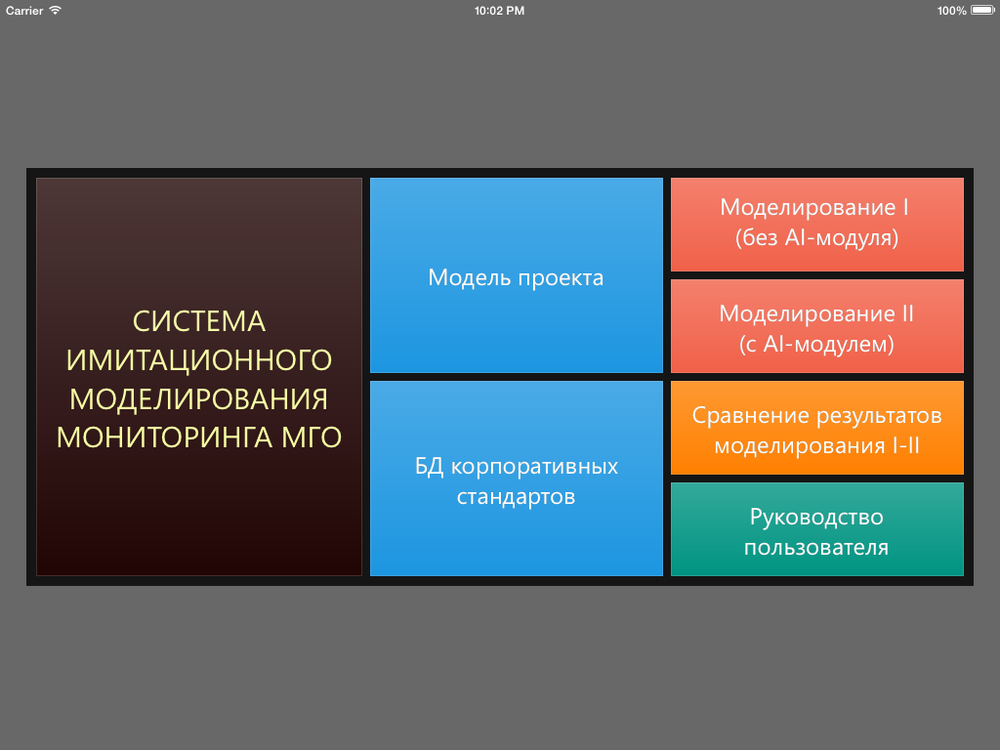 Carrier
10:02 PM
100%
СИСТЕМА
ИМИТАЦИОННОГО
МОДЕЛИРОВАНИЯ
МОНИТОРИНГА МГО
Модель проекта
БД корпоративных
стандартов
Моделирование I
(без AI-модуля)
Моделирование II
(с AI-модулем)
Сравнение результатов
моделирования I-II
Руководство
пользователя